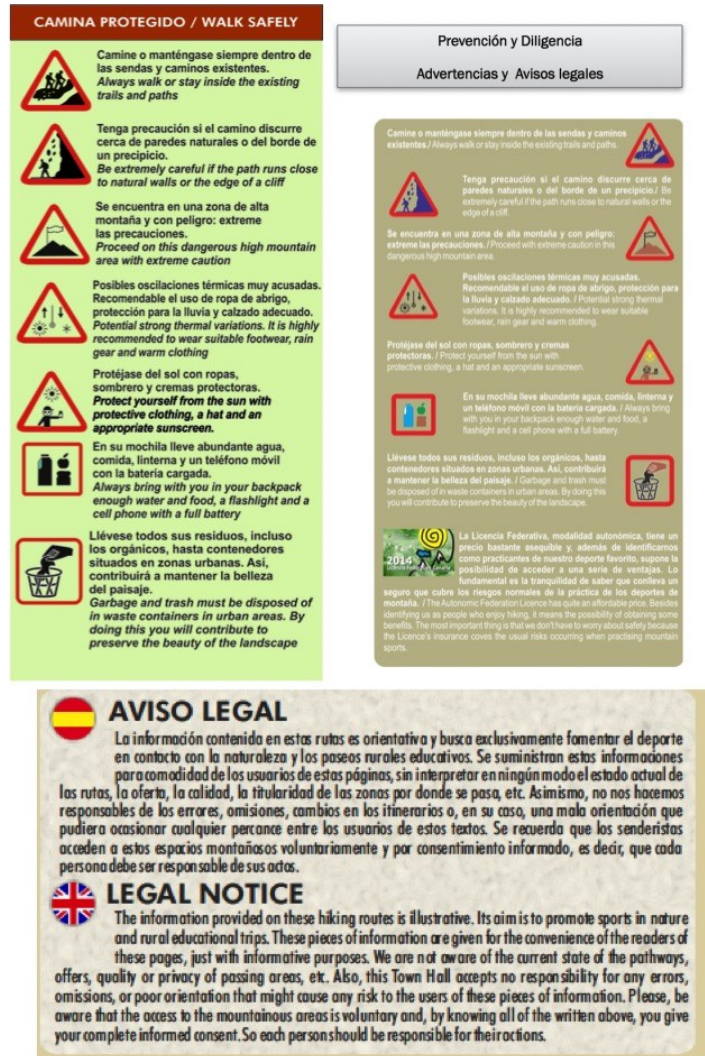 CAMINA PROTEGIDO / WALK SAFELY
Camine o manténgase siempre dentro de
las sendas y caminos existentes.
Always walk or stay inside the existing
trails and paths
Tenga precaución si el camino discurre
cerca de paredes naturales o del borde de
un precipicio.
Be extremely careful if the path runs close
to natural walls or the edge of a cliff
Se encuentra en una zona de alta
montaña y con peligro: extreme
las precauciones.
Proceed on this dangerous high mountain
area with extreme caution
Posibles oscilaciones térmicas muy acusadas.
Recomendable el uso de ropa de abrigo,
protección para la lluvia y calzado adecuado.
Potential strong thermal variations. It is highly
recommended to wear suitable footwear, rain
gear and warm clothing
Protéjase del sol con ropas,
sombrero y cremas protectoras.
Protect yourself from the sun with
protective clothing, a hat and an
appropriate sunscreen.
En su mochila lleve abundante agua,
comida, linterna y un teléfono móvil
con la batería cargada.
Always bring with you in your backpack
enough water and food, a flashlight and a
cell phone with a full battery
Llévese todos sus residuos, incluso
los orgánicos, hasta contenedores
situados en zonas urbanas. Así,
contribuirá a mantener la belleza
del paisaje.
Garbage and trash must be disposed of
in waste containers in urban areas. By
doing this you will contribute to
preserve the beauty of the landscape
Prevención y Diligencia
Advertencias y Avisos legales
Camine o manténgase siempre dentro de las sendas y caminos
existentes./ Always walk or stay inside the existing trails and paths.
Tenga precaución si el camino discurre cerca de
paredes naturales o del borde de un precipicio./ Be
extremely careful if the path runs close to natural walls or the
edge of a cliff.
Se encuentra en una zona de alta montaña y con peligro:
extreme las precauciones. / Proceed with extreme caution in this
dangerous high mountain area.
Posibles oscilaciones térmicas muy acusadas.
Recomendable el uso de ropa de abrigo, protección para
la lluvia y calzado adecuado. / Potential strong thermal
variations. It is highly recommended to wear suitable
footwear, rain gear and warm clothing.
Protéjase del sol con ropas, sombrero y cremas
protectoras. / Protect yourself from the sun with
protective clothing, a hat and an appropriate sunscreen.
En su mochila lleve abundante agua, comida, linterna y
un teléfono móvil con la batería cargada. / Always bring
with you in your backpack enough water and food, a
flashlight and a cell phone with a full battery.
Llévese todos sus residuos, incluso los orgánicos, hasta
contenedores situados en zonas urbanas. Así, contribuirá
a mantener la belleza del paisaje. / Garbage and trash must
be disposed of in waste containers in urban areas. By doing this
you will contribute to preserve the beauty of the landscape.
2014
Licencia Federativa Canaria
La Licencia Federativa, modalidad autonómica, tiene un
precio bastante asequible y, además de identificarnos
como practicantes de nuestro deporte favorito, supone la
posibilidad de acceder a una serie de ventajas. Lo
fundamental es la tranquilidad de saber que conlleva un
seguro que cubre los riesgos normales de la práctica de los deportes de
montaña. / The Autonomic Federation Licence has quite an affordable price. Besides
identifying us as people who enjoy hiking, it means the possibility of obtaining some
benefits. The most important thing is that we don't have to worry about safety because
the Licence's insurance coves the usual risks occurring when practising mountain
sports.
AVISO LEGAL
La información contenida en estas rutas es orientativa y busca exclusivamente fomentar el deporte
en contacto con la naturaleza y los paseos rurales educativos. Se suministran estas informaciones
para comodidad de los usuarios de estas páginas, sin interpretar en ningún modo el estado actual de
las rutas, la oferta, la calidad, la titularidad de las zonas por donde se pasa, etc. Asimismo, no nos hacemos
responsables de los errores, omisiones, cambios en los itinerarios o, en su caso, una mala orientación que
pudiera ocasionar cualquier percance entre los usuarios de estos textos. Se recuerda que los senderistas
acceden a estos espacios montañosos voluntariamente y por consentimiento informado, es decir, que cada
persona debe ser responsable de sus actos.
LEGAL NOTICE
The information provided on these hiking routes is illustrative. Its aim is to promote sports in nature
and rural educational trips. These pieces of information are given for the convenience of the readers of
these pages, just with informative purposes. We are not aware of the current state of the pathways,
offers, quality or privacy of passing areas, etc. Also, this Town Hall accepts no responsibility for any errors,
omissions, or poor orientation that might cause any risk to the users of these pieces of information. Please, be
aware that the access to the mountainous areas is voluntary and, by knowing all of the written above, you give
your complete informed consent. So each person should be responsible for their actions.